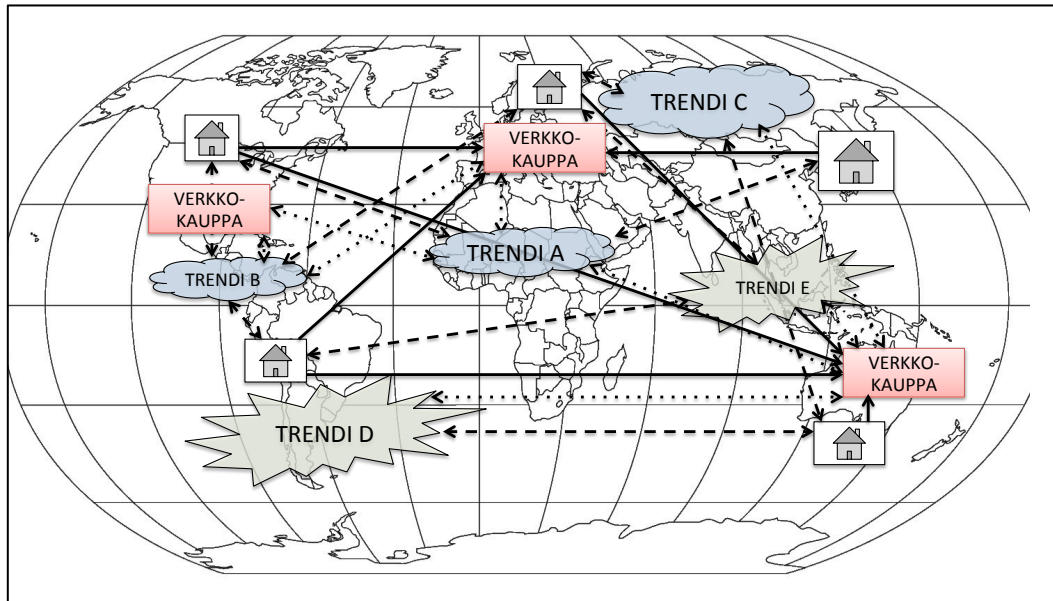 TRENDI C
VERKKO-
KAUPPA
VERKKO-
KAUPPA
TRENDI A
TRENDI B
TRENDI E
VERKKO-
KAUPPA
TRENDI D